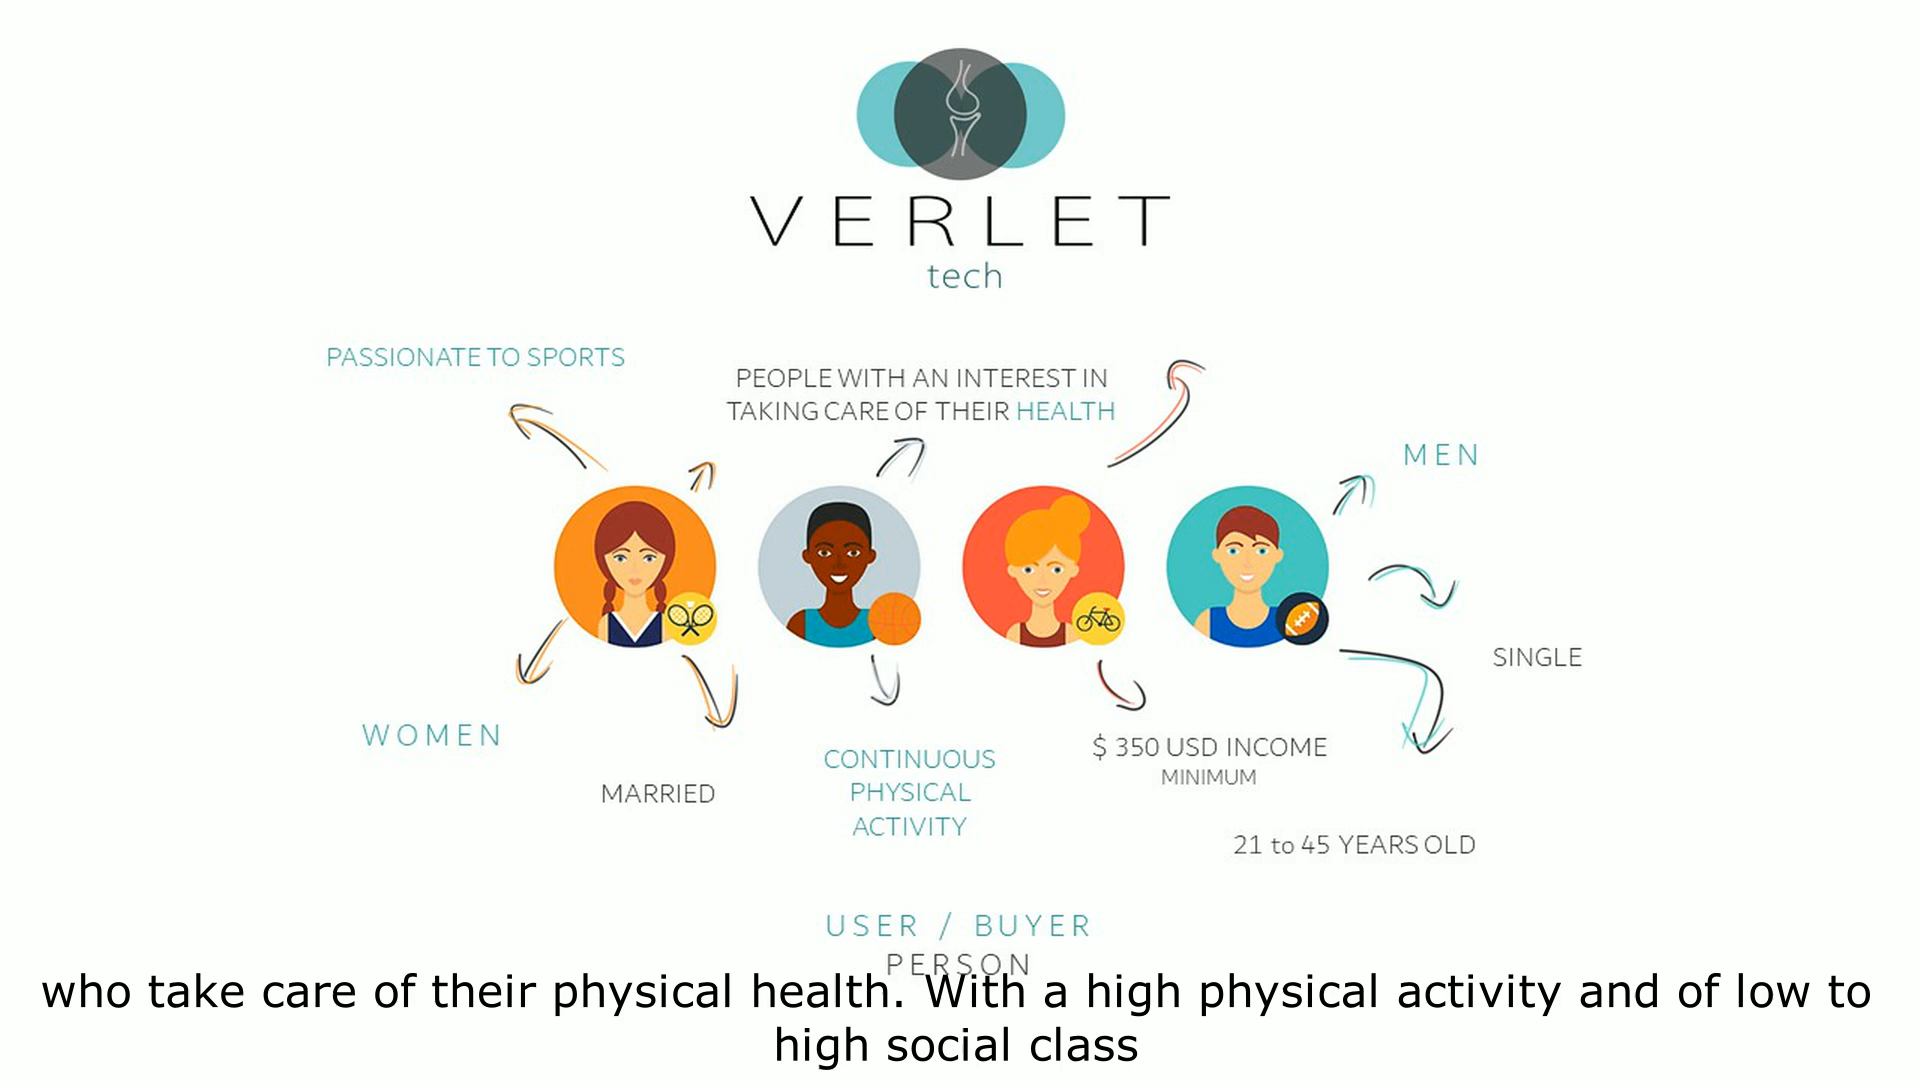 VERLET
tech
PASSIONATE TO SPORTS
PEOPLE WITH AN INTEREST IN
TAKING CARE OF THEIR HEALTH
MEN
SINGLE
WOMEN
MARRIED
CONTINUOUS
PHYSICAL
ACTIVITY
$ 350 USD INCOME
MINIMUM
21 to 45 YEARS OLD
USER / BUYER
PERSON
who take care of their physical health. With a high physical activity and of low to
high social class